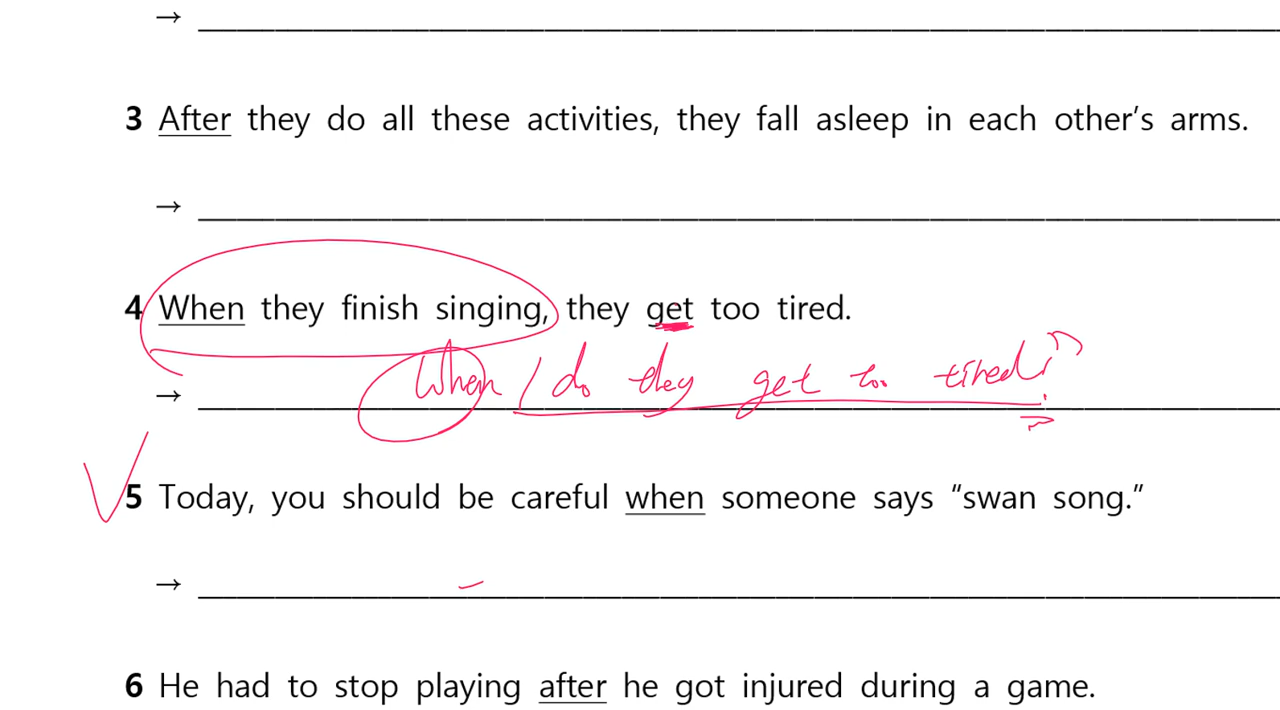 →
3 After they do all these activities, they fall asleep in each other's arms.
→
4 When they finish singing, they get too tired.
→ When / do they get too tired?
5 Today, you should be careful when someone says “swan song.”
→
6 He had to stop playing after he got injured during a game.